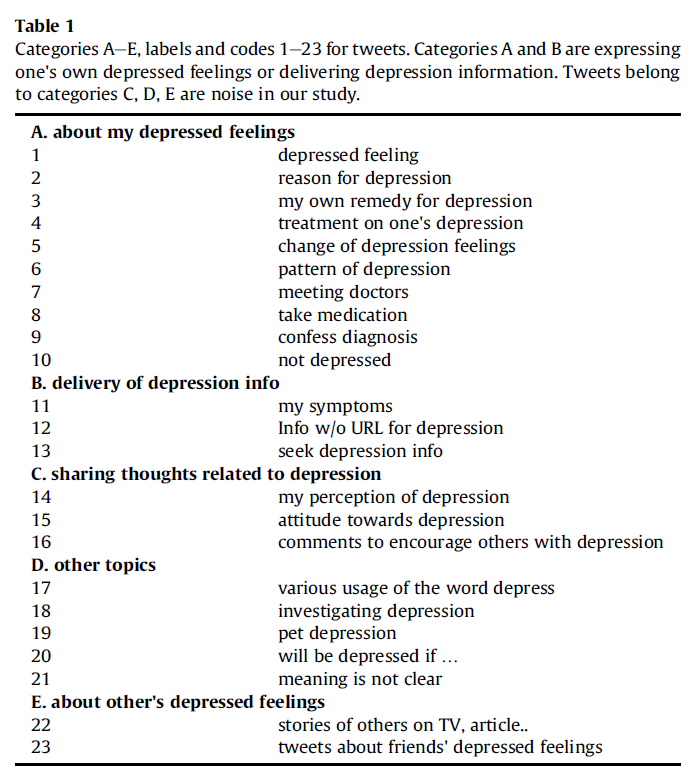 Table 1
Categories A—E, labels and codes 1—23 for tweets. Categories A and B are expressing
one's own depressed feelings or delivering depression information. Tweets belong
to categories C, D, E are noise in our study.
A. about my depressed feelings
1 depressed feeling
2 reason for depression
3 my own remedy for depression
4 treatment on one's depression
5 change of depression feelings
6 pattern of depression
7 meeting doctors
8 take medication
9 confess diagnosis
10 not depressed
B. delivery of depression info
11 my symptoms
12 Info w/o URL for depression
13 seek depression info
C. sharing thoughts related to depression
14 my perception of depression
15 attitude towards depression
16 comments to encourage others with depression
D. other topics
17 various usage of the word depress
18 investigating depression
19 pet depression
20 will be depressed if …
21 meaning is not clear
E. about other's depressed feelings
22 stories of others on TV, article..
23 tweets about friends' depressed feelings